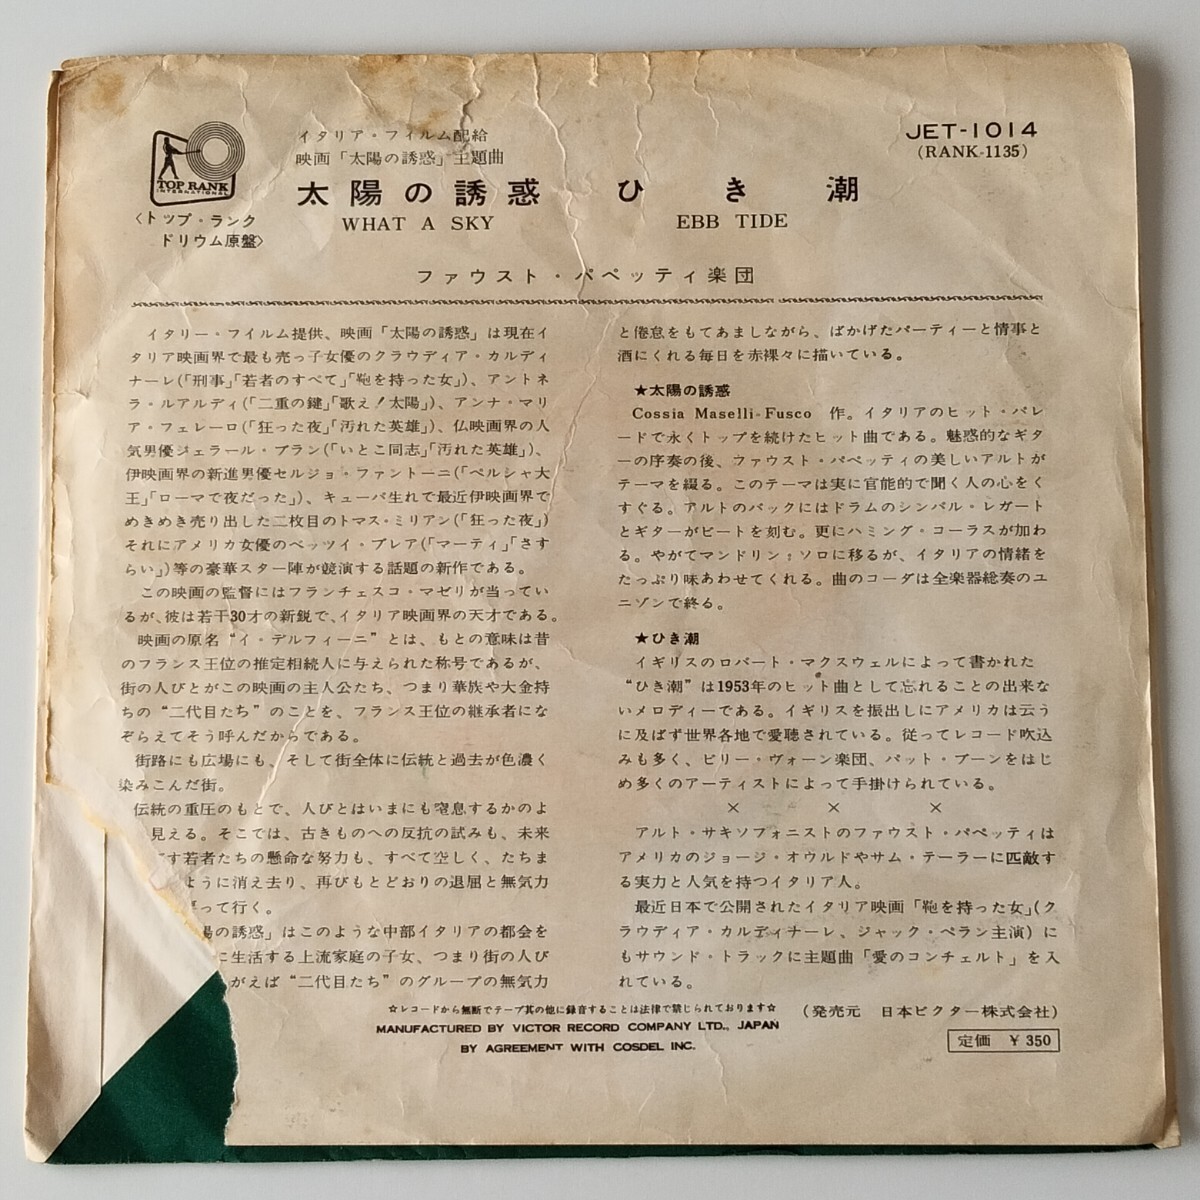 TOP RANK
INTERNATIONAL
〈トップ・ランク
ドリウム原盤〉
イタリア・フィルム配給
映画「太陽の誘惑」主題曲
太陽の誘惑 ひき潮
WHAT A SKY EBB TIDE
JET-1014
(RANK-1135)
ファウスト・パペッティ楽団
イタリー・フイルム提供、映画「太陽の誘惑」は現在イ
タリア映画界で最も売っ子女優のクラウディア・カルディ
ナーレ(「刑事」「若者のすべて」「鞄を持った女」)、アントネ
ラ・ルアルディ(「二重の鍵」「歌え!太陽」)、アンナ・マリ
ア・フェレーロ(「狂った夜」「汚れた英雄」)、仏映画界の人
気男優ジェラール・ブラン(「いとこ同志」「汚れた英雄」)、
伊映画界の新進男優セルジョ・ファントーニ(「ペルシャ大
王」「ローマで夜だった」)、キューバ生れで最近伊映画界で
めきめき売り出した二枚目のトマス・ミリアン(「狂った夜」)
それにアメリカ女優のベッツイ・ブレア(「マーティ」「さす
らい」)等の豪華スター陣が競演する話題の新作である。
この映画の監督にはフランチェスコ・マゼリが当ってい
るが、彼は若干30才の新鋭で、イタリア映画界の天才である。
映画の原名“イ・デルフィーニ”とは、もとの意味は昔
のフランス王位の推定相続人に与えられた称号であるが、
街の人びとがこの映画の主人公たち、つまり華族や大金持
ちの“二代目たち”のことを、フランス王位の継承者にな
ぞらえてそう呼んだからである。
街路にも広場にも、そして街全体に伝統と過去が色濃く
染みこんだ街。
伝統の重圧のもとで、人びとはいまにも窒息するかのよ
見える。そこでは、古きものへの反抗の試みも、未来
す若者たちの懸命な努力も、すべて空しく、たちま
ように消え去り、再びもとどおりの退屈と無気力
って行く。
陽の誘惑」はこのような中部イタリアの都会を
に生活する上流家庭の子女、つまり街の人び
がえば“二代目たち”のグループの無気力
と倦怠をもてあましながら、ばかげたパーティーと情事と
酒にくれる毎日を赤裸々に描いている。
★太陽の誘惑
Cossia Maselli-Fusco 作。イタリアのヒット・パレ
ードで永くトップを続けたヒット曲である。魅惑的なギタ
ーの序奏の後、ファウスト・パペッティの美しいアルトが
テーマを綴る。このテーマは実に官能的で聞く人の心をく
すぐる。アルトのバックにはドラムのシンバル・レガート
とギターがビートを刻む。更にハミング・コーラスが加わ
る。やがてマンドリン・ソロに移るが、イタリアの情緒を
たっぷり味あわせてくれる。曲のコーダは全楽器総奏のユ
ニゾンで終る。
★ひき潮
イギリスのロバート・マクスウェルによって書かれた
“ひき潮”は1953年のヒット曲として忘れることの出来な
いメロディーである。イギリスを振出しにアメリカは云う
に及ばず世界各地で愛聴されている。従ってレコード吹込
みも多く、ビリー・ヴォーン楽団、パット・ブーンをはじ
め多くのアーティストによって手掛けられている。
× × ×
アルト・サキソフォニストのファウスト・パペッティは
アメリカのジョージ・オウルドやサム・テーラーに匹敵す
る実力と人気を持つイタリア人。
最近日本で公開されたイタリア映画「鞄を持った女」(ク
ラウディア・カルディナーレ、ジャック・ペラン主演)に
もサウンド・トラックに主題曲「愛のコンチェルト」を入
れている。
☆レコードから無断でテープ其の他に録音することは法律で禁じられております☆
(発売元 日本ビクター株式会社)
MANUFACTURED BY VICTOR RECORD COMPANY LTD., JAPAN
BY AGREEMENT WITH COSDEL INC.
定価 ¥350